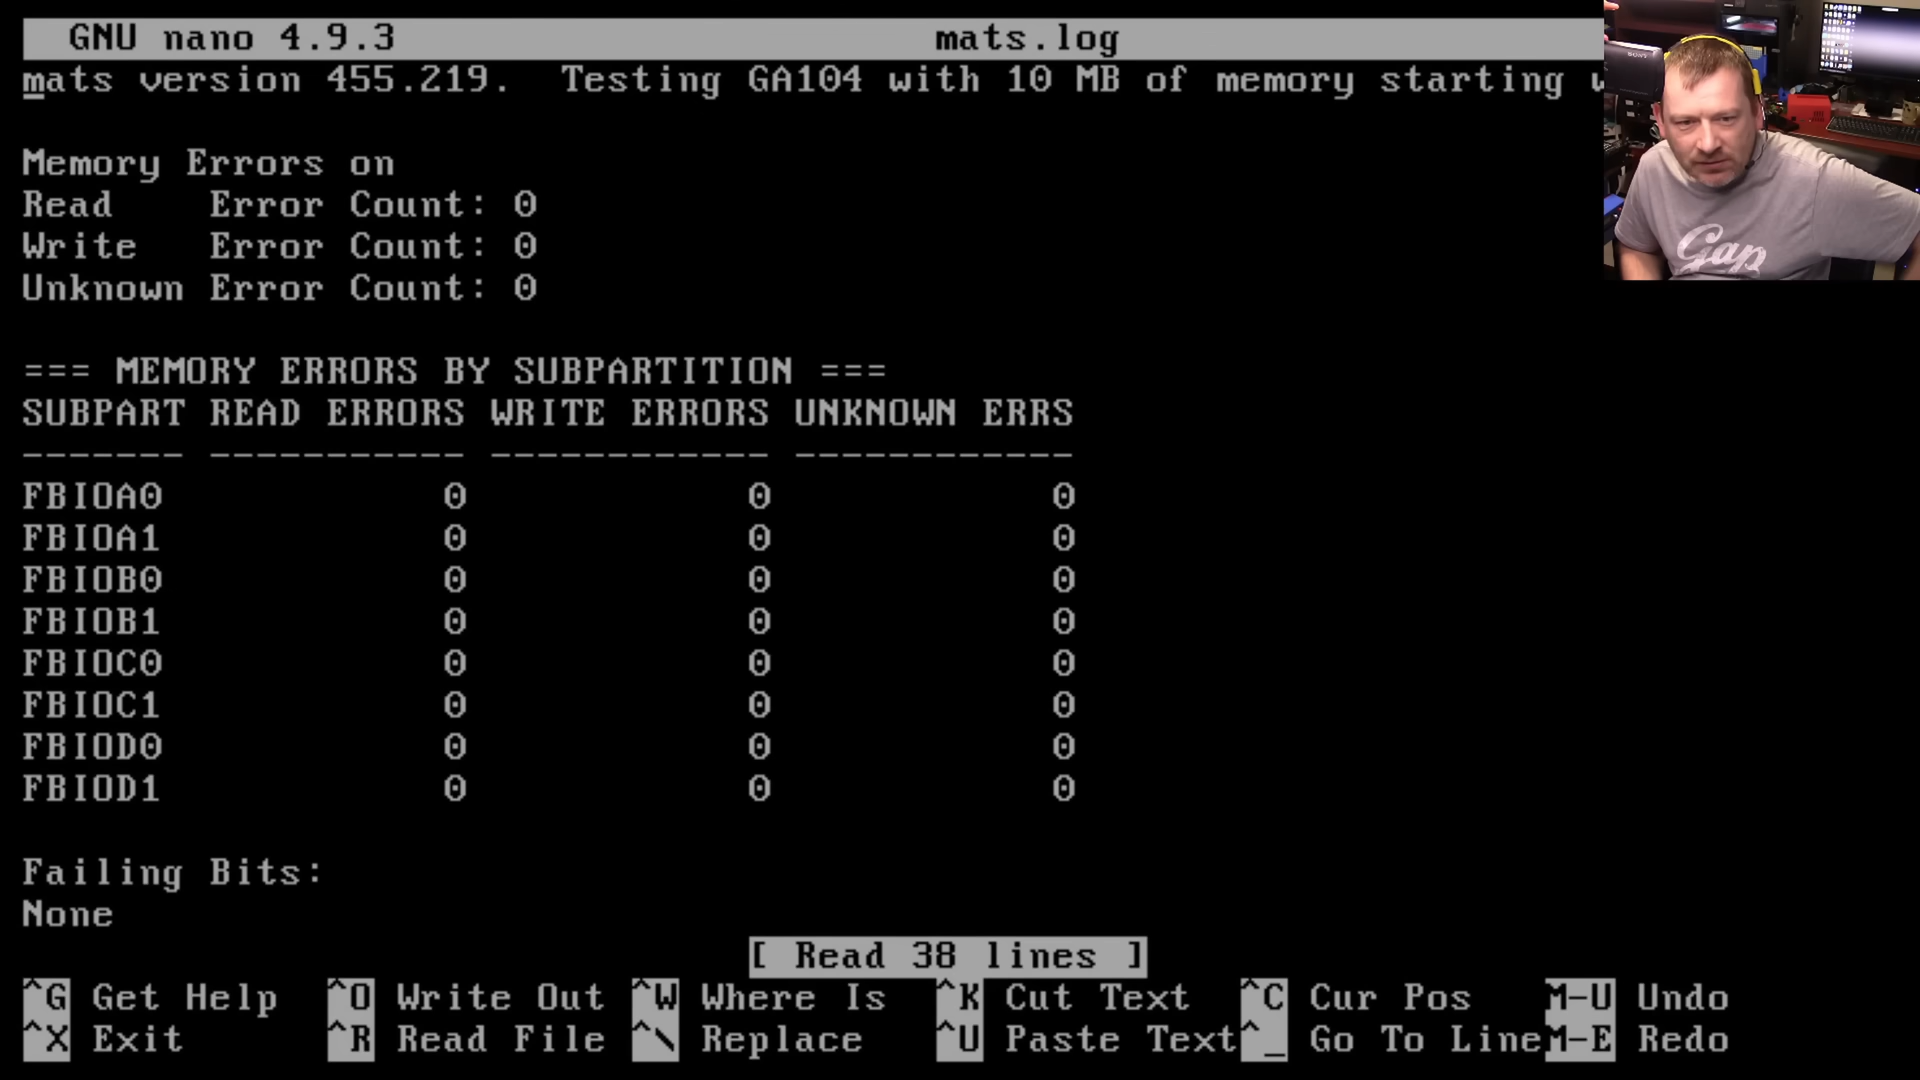 GNU nano 4.9.3 mats.log
mats version 455.219. Testing GA104 with 10 MB of memory starting
Memory Errors on
Read Error Count: 0
Write Error Count: 0
Unknown Error Count: 0
=== MEMORY ERRORS BY SUBPARTITION ===
SUBPART READ ERRORS WRITE ERRORS UNKNOWN ERRS
------- ----------- ------------ ------------
FBIOA0 0 0 0
FBIOA1 0 0 0
FBIOB0 0 0 0
FBIOB1 0 0 0
FBIOC0 0 0 0
FBIOC1 0 0 0
FBIOD0 0 0 0
FBIOD1 0 0 0
Failing Bits:
None
[ Read 38 lines ]
^G Get Help ^O Write Out ^W Where Is ^K Cut Text ^C Cur Pos M-U Undo
^X Exit ^R Read File ^\ Replace ^U Paste Text ^_ Go To Line M-E Redo
SONY
Gap